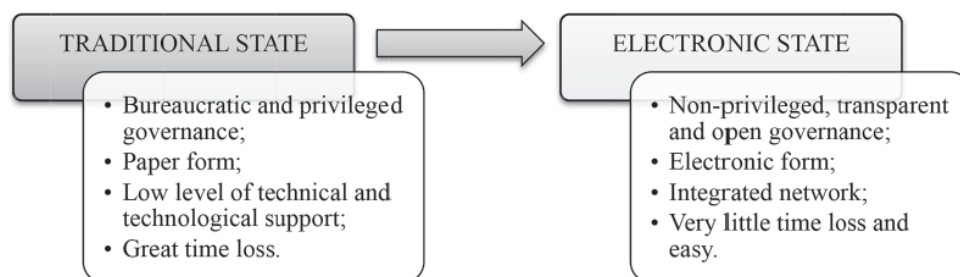 TRADITIONAL STATE
• Bureaucratic and privileged
governance;
• Paper form;
• Low level of technical and
technological support;
• Great time loss.
ELECTRONIC STATE
• Non-privileged, transparent
and open governance;
• Electronic form;
• Integrated network;
• Very little time loss and
easy.